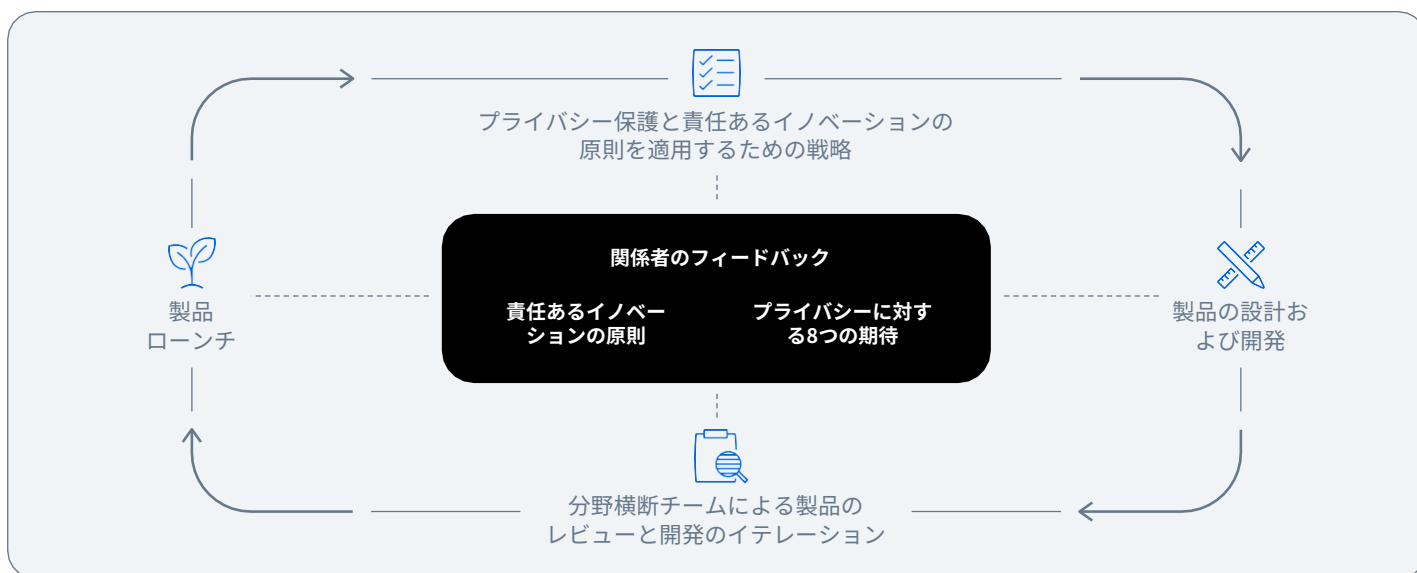 プライバシー保護と責任あるイノベーションの
原則を適用するための戦略
関係者のフィードバック
責任あるイノベー
ションの原則
プライバシーに対す
る8つの期待
製品
ローンチ
製品の設計お
よび開発
分野横断チームによる製品の
レビューと開発のイテレーション